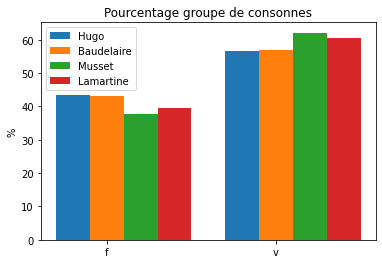 Pourcentage groupe de consonnes
Hugo
Baudelaire
Musset
Lamartine
%
60
50
40
30
20
10
0
f
v